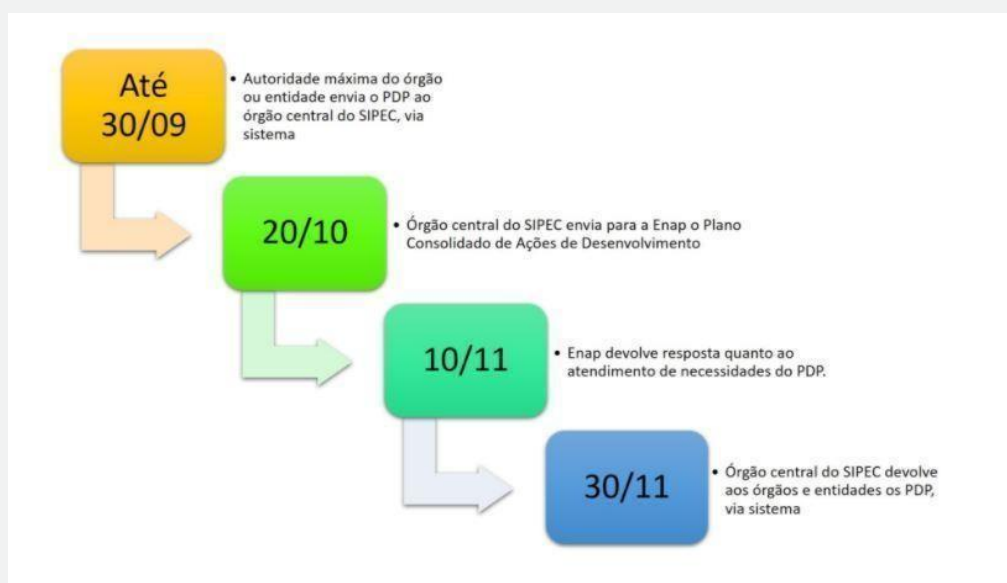 Até
30/09
• Autoridade máxima do órgão
ou entidade envia o PDP ao
órgão central do SIPEC, via
sistema
20/10
• Órgão central do SIPEC envia para a Enap o Plano
Consolidado de Ações de Desenvolvimento
10/11
• Enap devolve resposta quanto ao
atendimento de necessidades do PDP.
30/11
• Órgão central do SIPEC devolve
aos órgãos e entidades os PDP,
via sistema